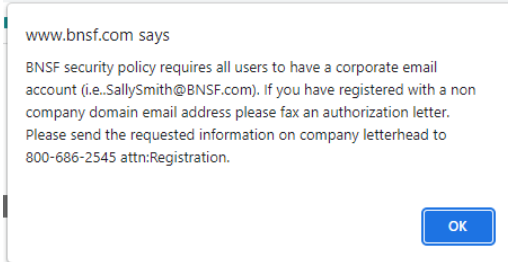 www.bnsf.com says
BNSF security policy requires all users to have a corporate email
account (i.e..SallySmith@BNSF.com). If you have registered with a non
company domain email address please fax an authorization letter.
Please send the requested information on company letterhead to
800-686-2545 attn:Registration.
OK